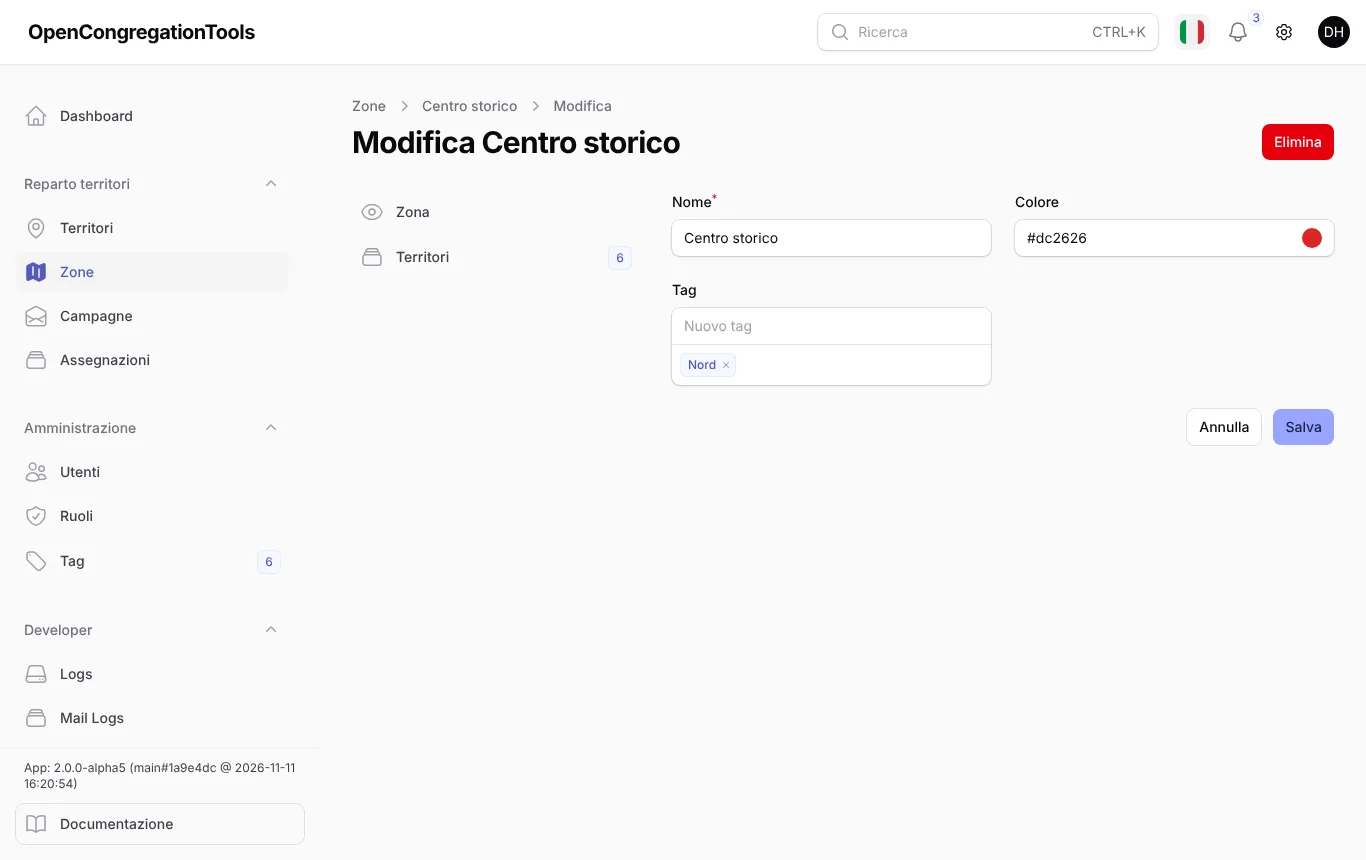 OpenCongregationTools
Ricerca
CTRL+K
3
DH
Dashboard
Reparto territori
Territori
Zone
Campagne
Assegnazioni
Amministrazione
Utenti
Ruoli
Tag
6
Developer
Logs
Mail Logs
App: 2.0.0-alpha5 (main#1a9e4dc @ 2026-11-11
16:20:54)
Documentazione
Zone
Centro storico
Modifica
Modifica Centro storico
Elimina
Zona
Territori
6
Nome*
Centro storico
Colore
#dc2626
Tag
Nuovo tag
Nord ×
Annulla
Salva